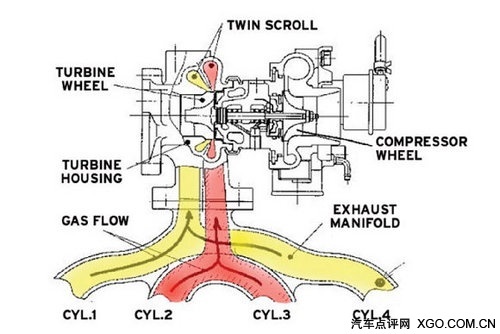 TWIN SCROLL
TURBINE
WHEEL
COMPRESSOR
WHEEL
TURBINE
HOUSING
GAS FLOW
EXHAUST
MANIFOLD
CYL.1
CYL.2
CYL.3
CYL.4
汽车点评网 XGO.COM.CN